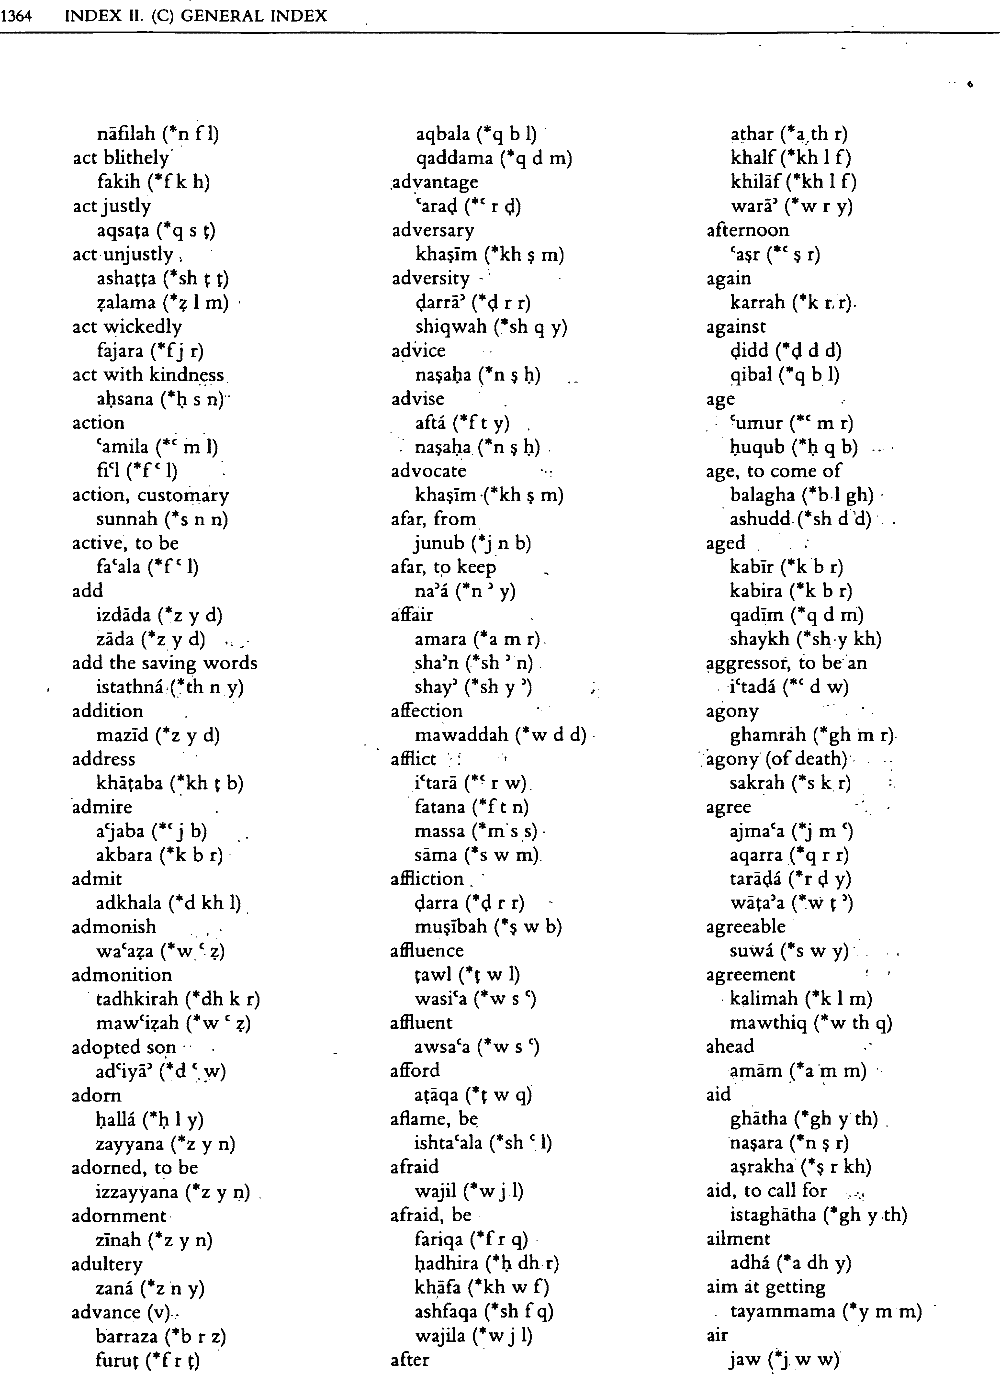 1364 INDEX II. (C) GENERAL INDEX
nāfilah (*n f l)
act blithely
fakih (*f k h)
act justly
aqsaṭa (*q s ṭ)
act unjustly
ashaṭṭa (*sh ṭ ṭ)
ẓalama (*ẓ l m)
act wickedly
fajara (*f j r)
act with kindness
aḥsana (*ḥ s n)
action
ʿamila (*ʿ m l)
fiʿl (*f ʿ l)
action, customary
sunnah (*s n n)
active, to be
faʿala (*f ʿ l)
add
izdāda (*z y d)
zāda (*z y d)
add the saving words
istathná (*th n y)
addition
mazīd (*z y d)
address
khāṭaba (*kh ṭ b)
admire
aʿjaba (*ʿ j b)
akbara (*k b r)
admit
adkhala (*d kh l)
admonish
waʿaẓa (*w ʿ ẓ)
admonition
tadhkirah (*dh k r)
mawʿiẓah (*w ʿ ẓ)
adopted son
adʿiyāʾ (*d ʿ w)
adorn
ḥallá (*ḥ l y)
zayyana (*z y n)
adorned, to be
izzayyana (*z y n)
adornment
zīnah (*z y n)
adultery
zaná (*z n y)
advance (v)
barraza (*b r z)
furuṭ (*f r ṭ)
aqbala (*q b l)
qaddama (*q d m)
advantage
ʿaraḍ (*ʿ r ḍ)
adversary
khaṣīm (*kh ṣ m)
adversity
ḍarrāʾ (*ḍ r r)
shiqwah (*sh q y)
advice
naṣaḥa (*n ṣ ḥ)
advise
aftá (*f t y)
naṣaḥa (*n ṣ ḥ)
advocate
khaṣīm (*kh ṣ m)
afar, from
junub (*j n b)
afar, to keep
naʾá (*n ʾ y)
affair
amara (*a m r)
shaʾn (*sh ʾ n)
shayʾ (*sh y ʾ)
affection
mawaddah (*w d d)
afflict
iʿtarā (*ʿ r w)
fatana (*f t n)
massa (*m s s)
sāma (*s w m)
affliction
ḍarra (*ḍ r r)
muṣībah (*ṣ w b)
affluence
ṭawl (*ṭ w l)
wasiʿa (*w s ʿ)
affluent
awsaʿa (*w s ʿ)
afford
aṭāqa (*ṭ w q)
aflame, be
ishtaʿala (*sh ʿ l)
afraid
wajil (*w j l)
afraid, be
fariqa (*f r q)
ḥadhira (*ḥ dh r)
khāfa (*kh w f)
ashfaqa (*sh f q)
wajila (*w j l)
after
athar (*a th r)
khalf (*kh l f)
khilāf (*kh l f)
warāʾ (*w r y)
afternoon
ʿaṣr (*ʿ ṣ r)
again
karrah (*k r r)
against
ḍidd (*ḍ d d)
qibal (*q b l)
age
ʿumur (*ʿ m r)
ḥuqub (*ḥ q b)
age, to come of
balagha (*b l gh)
ashudd (*sh d d)
aged
kabīr (*k b r)
kabira (*k b r)
qadīm (*q d m)
shaykh (*sh y kh)
aggressor, to be an
iʿtadá (*ʿ d w)
agony
ghamrah (*gh m r)
agony (of death)
sakrah (*s k r)
agree
ajmaʿa (*j m ʿ)
aqarra (*q r r)
tarāḍá (*r ḍ y)
wāṭaʾa (*w ṭ ʾ)
agreeable
suwá (*s w y)
agreement
kalimah (*k l m)
mawthiq (*w th q)
ahead
amām (*a m m)
aid
ghātha (*gh y th)
naṣara (*n ṣ r)
aṣrakha (*ṣ r kh)
aid, to call for
istaghātha (*gh y th)
ailment
adhá (*a dh y)
aim at getting
tayammama (*y m m)
air
jaw (*j w w)